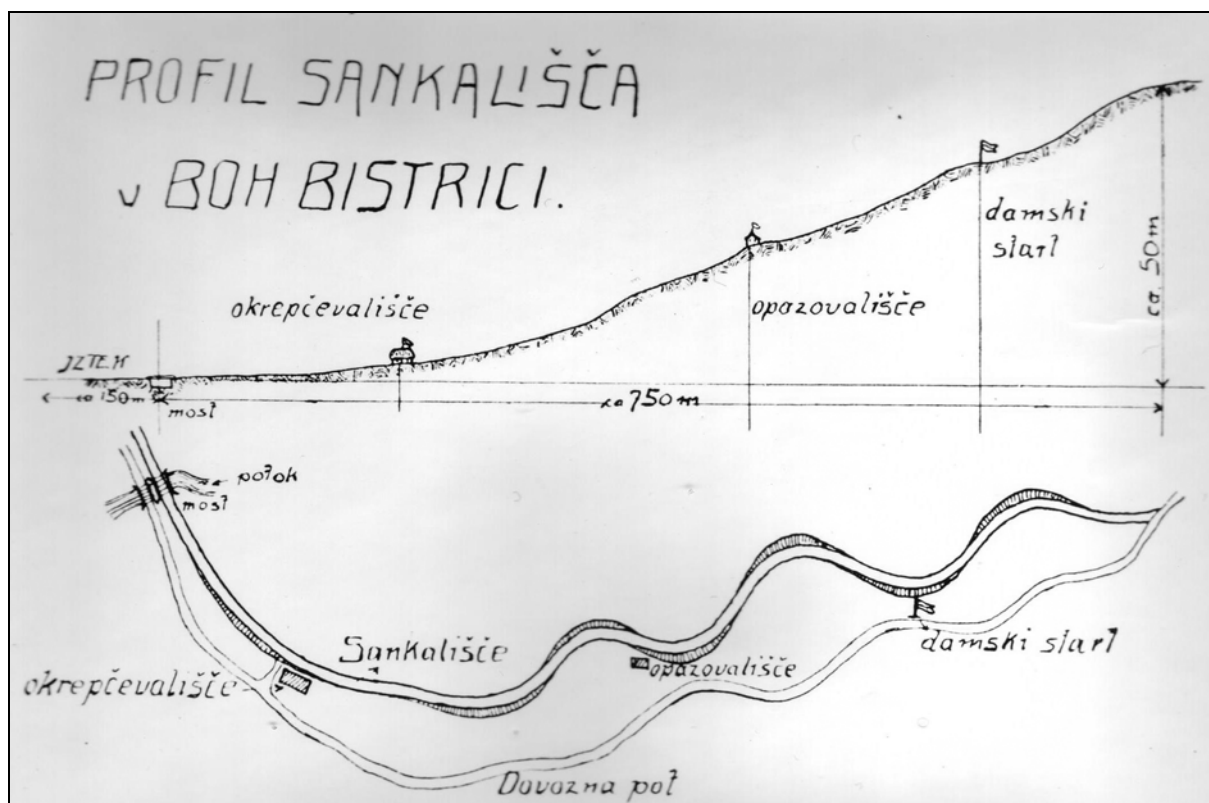 PROFIL SANKALIŠČA
v BOH BISTRICI.
damski
start
ca. 50m
okrepčevališče
opazovališče
IZTEK
ca 150m
most
ca 750m
potok
most
Sankališče
okrepčevališče
opazovališče
damski start
Dovozna pot